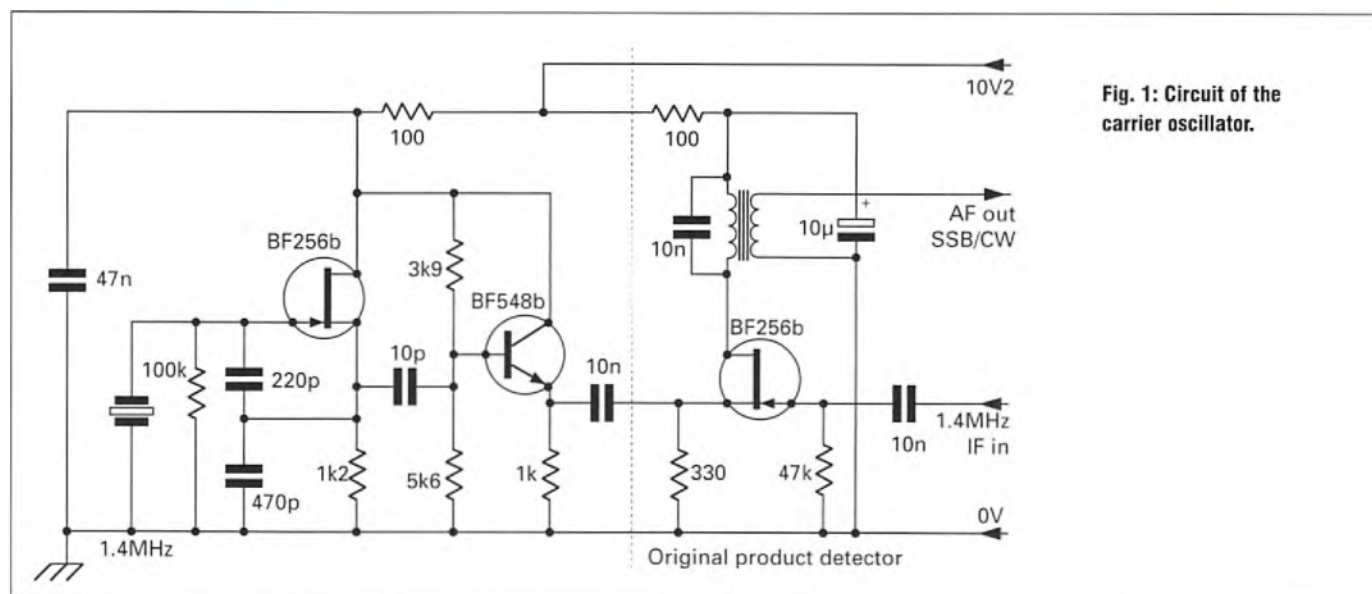 10V2
Fig. 1: Circuit of the
carrier oscillator.
100
100
AF out
SSB/CW
+
10µ
10n
BF256b
3k9
47n
BF548b
BF256b
10p
10n
100k
220p
1.4MHz
IF in
10n
1k2
5k6
1k
330
47k
470p
0V
1.4MHz
Original product detector